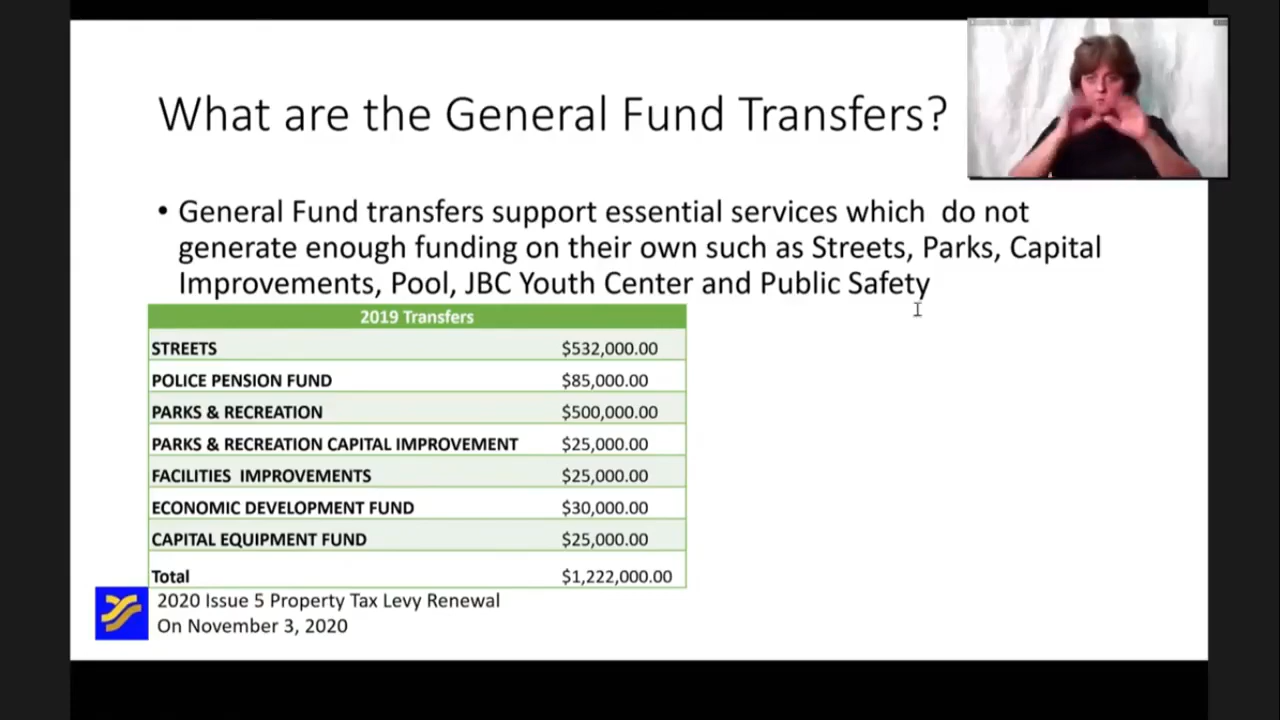 What are the General Fund Transfers?
• General Fund transfers support essential services which  do not
generate enough funding on their own such as Streets, Parks, Capital
Improvements, Pool, JBC Youth Center and Public Safety
2019 Transfers
STREETS $532,000.00
POLICE PENSION FUND $85,000.00
PARKS & RECREATION $500,000.00
PARKS & RECREATION CAPITAL IMPROVEMENT $25,000.00
FACILITIES  IMPROVEMENTS $25,000.00
ECONOMIC DEVELOPMENT FUND $30,000.00
CAPITAL EQUIPMENT FUND $25,000.00
Total $1,222,000.00
2020 Issue 5 Property Tax Levy Renewal
On November 3, 2020